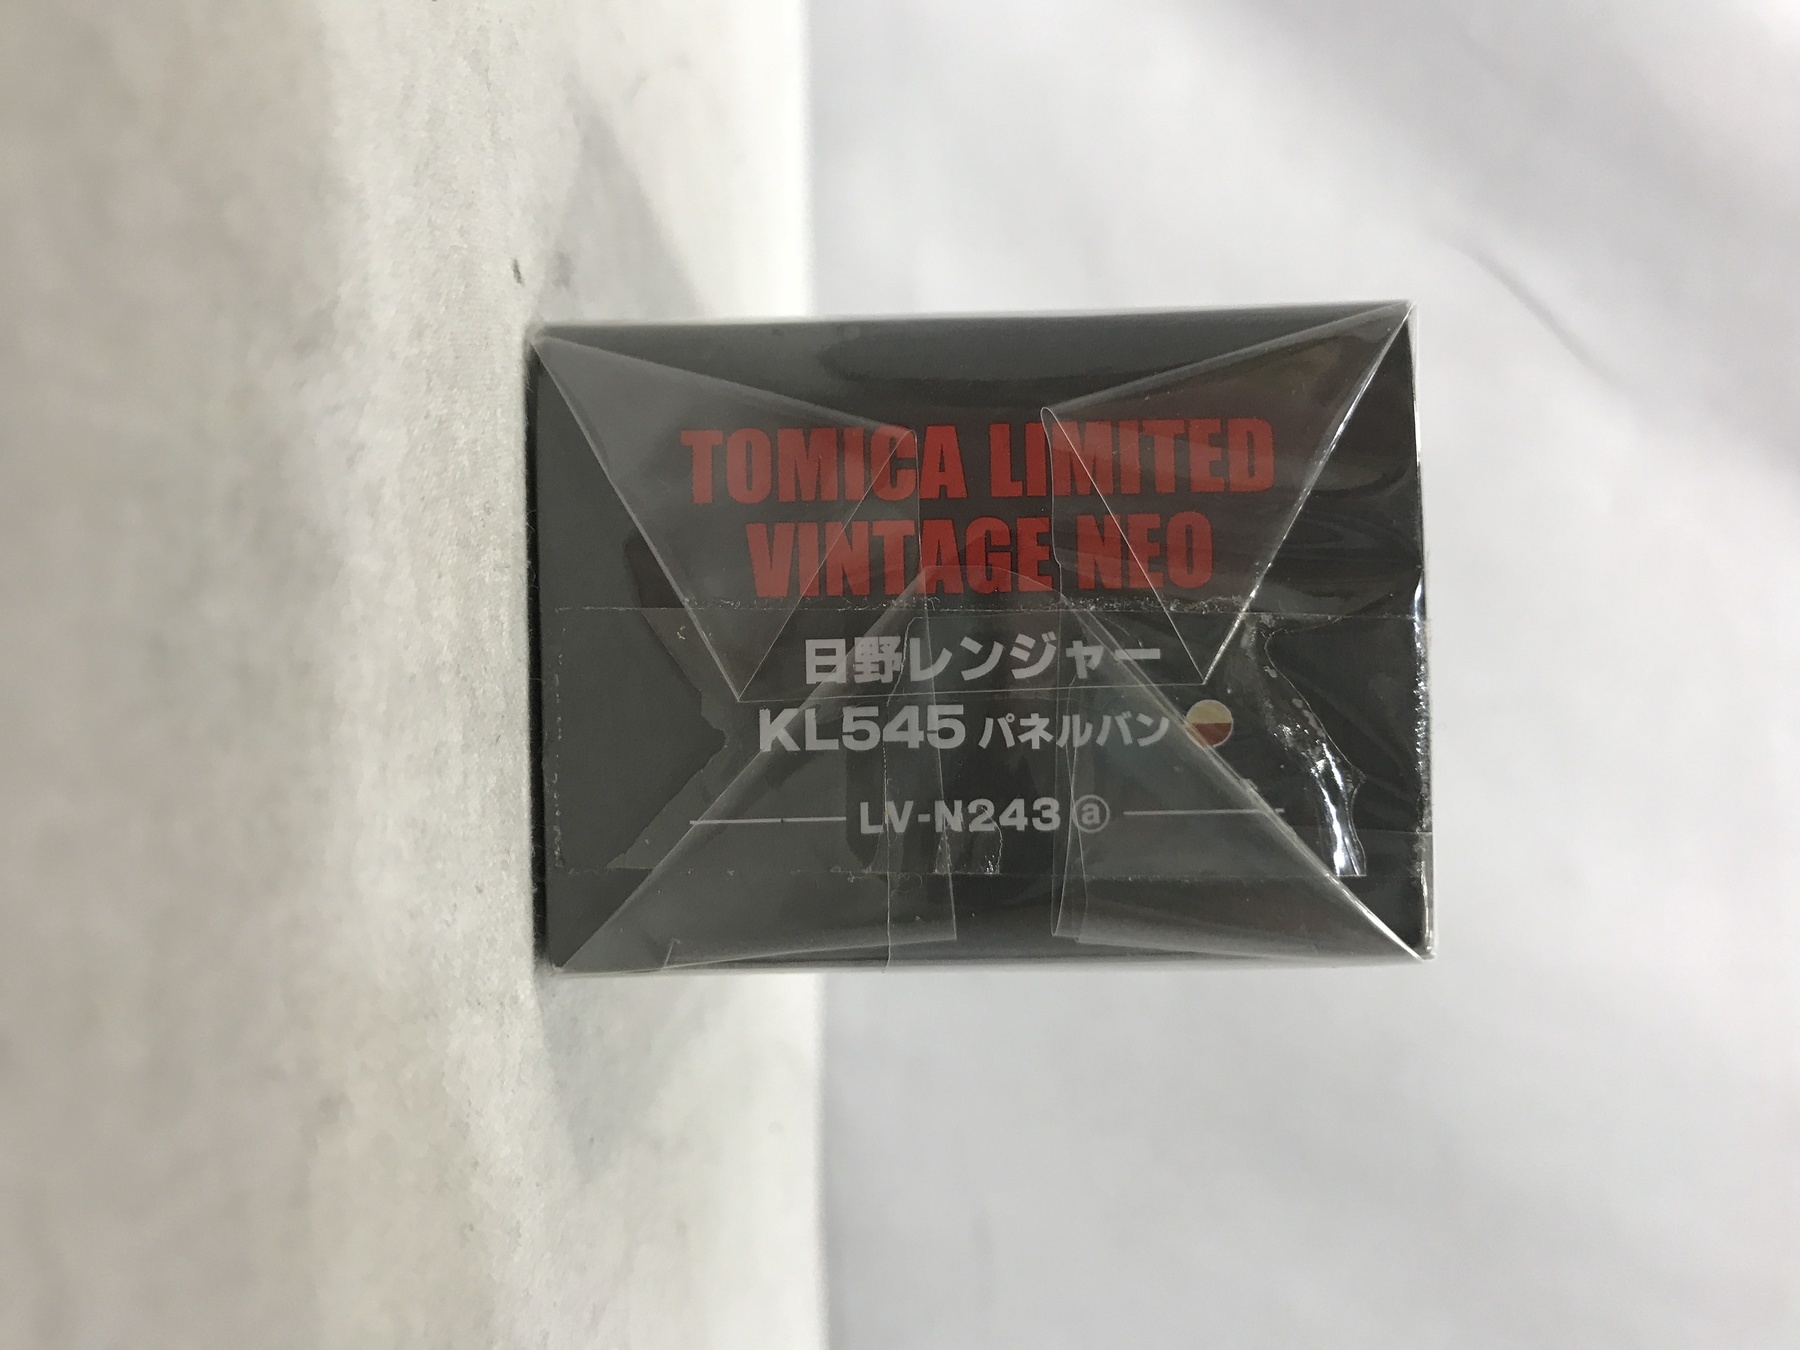 TOMICA LIMITED
VINTAGE NEO
日野レンジャー
KL545 パネルバン
LV-N243 ⓐ